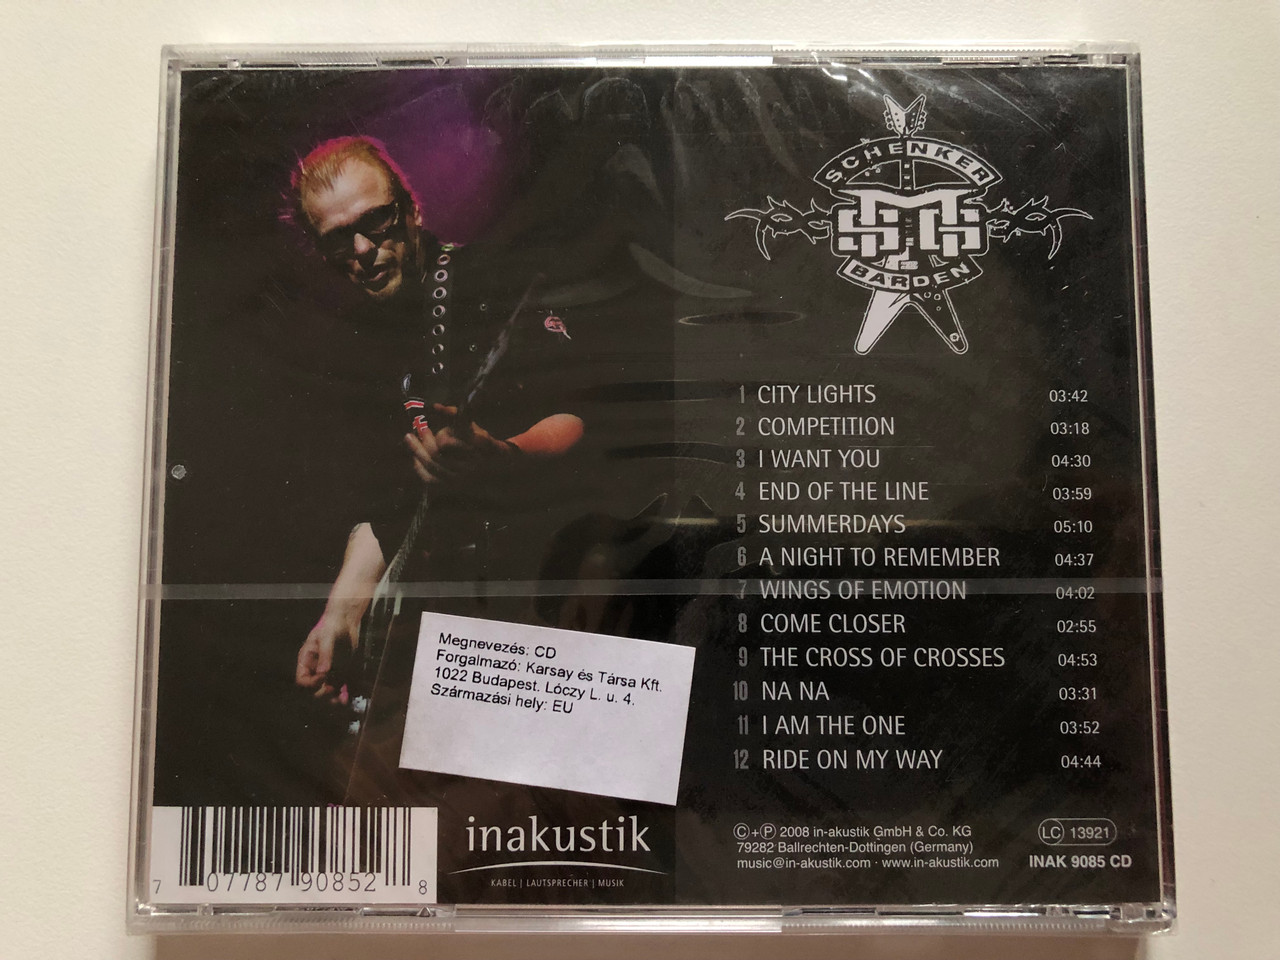 SCHENKER
MSG
BARDEN
1 CITY LIGHTS 03:42
2 COMPETITION 03:18
3 I WANT YOU 04:30
4 END OF THE LINE 03:59
5 SUMMERDAYS 05:10
6 A NIGHT TO REMEMBER 04:37
7 WINGS OF EMOTION 04:02
8 COME CLOSER 02:55
9 THE CROSS OF CROSSES 04:53
10 NA NA 03:31
11 I AM THE ONE 03:52
12 RIDE ON MY WAY 04:44
Megnevezés: CD
Forgalmazó: Karsay és Társa Kft.
1022 Budapest. Lóczy L. u. 4.
Származási hely: EU
7 07787 90852 8
inakustik
KABEL | LAUTSPRECHER | MUSIK
©+℗ 2008 in-akustik GmbH & Co. KG
79282 Ballrechten-Dottingen (Germany)
music@in-akustik.com · www.in-akustik.com
LC 13921
INAK 9085 CD